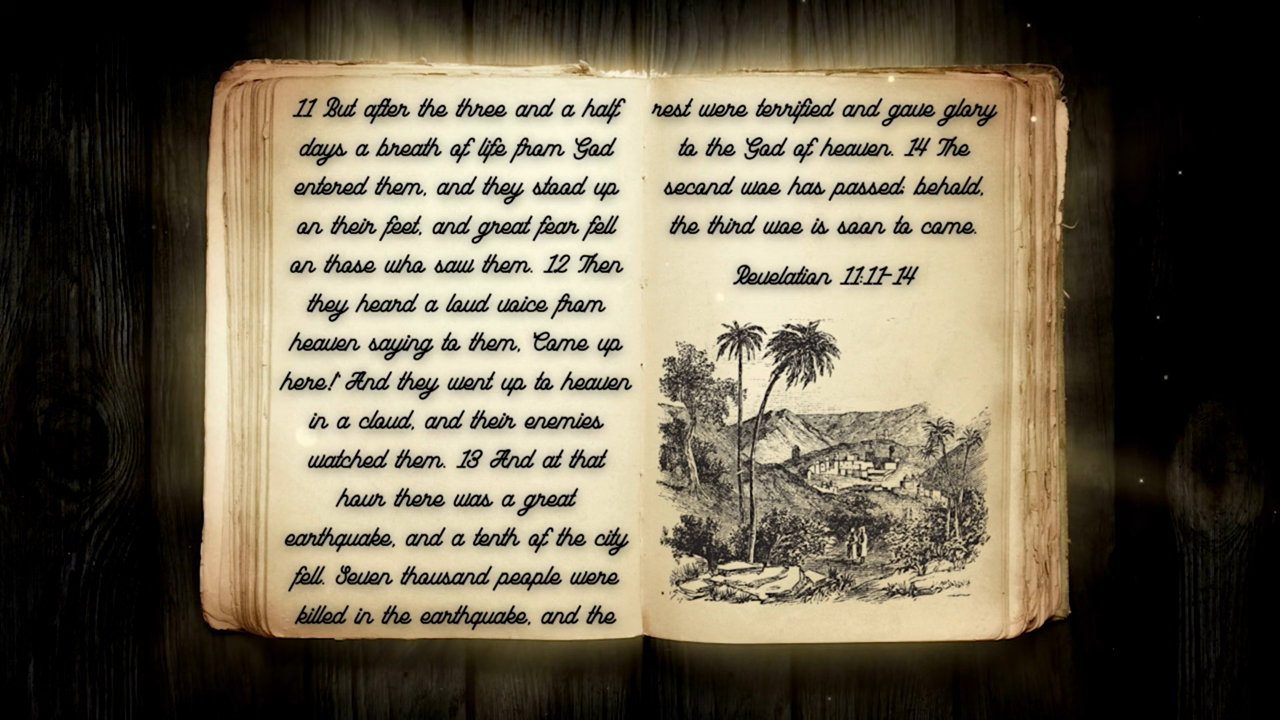 11 But after the three and a half
days a breath of life from God
entered them, and they stood up
on their feet, and great fear fell
on those who saw them. 12 Then
they heard a loud voice from
heaven saying to them, Come up
here! And they went up to heaven
in a cloud, and their enemies
watched them. 13 And at that
hour there was a great
earthquake, and a tenth of the city
fell. Seven thousand people were
killed in the earthquake, and the
rest were terrified and gave glory
to the God of heaven. 14 The
second woe has passed; behold,
the third woe is soon to come.
Revelation 11:11-14